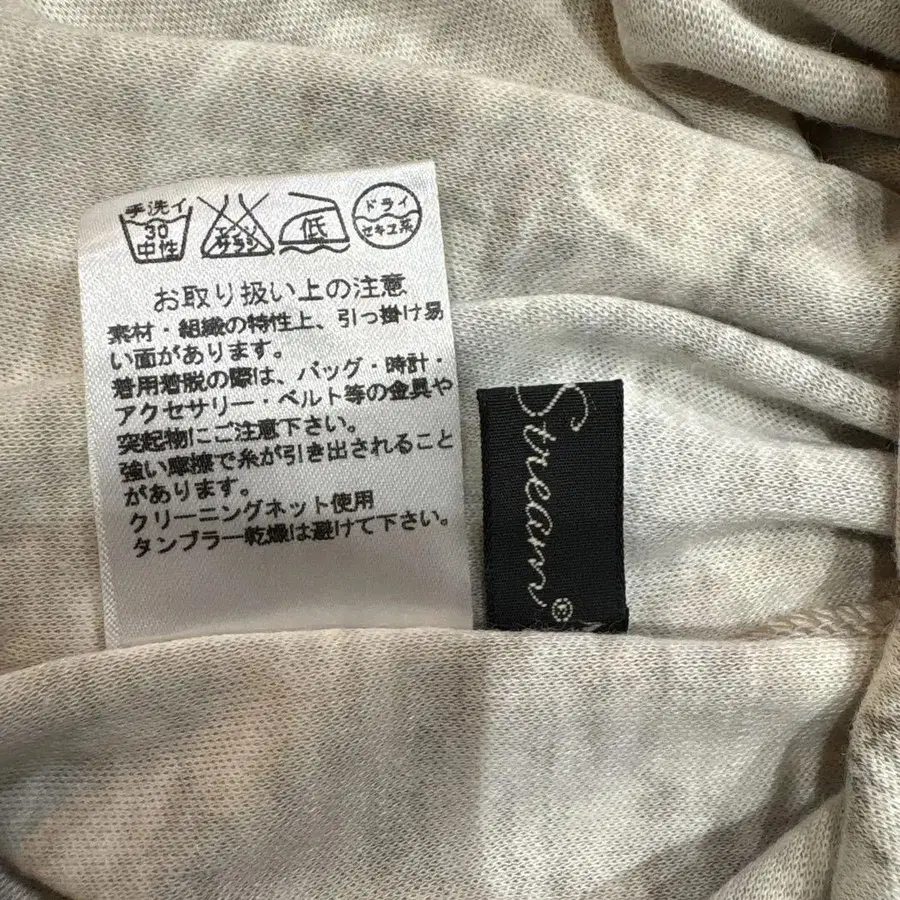 手洗イ
30
中性
エンソ
サラシ
低
ドライ
セキユ系
お取り扱い上の注意
素材・組織の特性上、引っ掛け易
い面があります。
着用着脱の際は、バッグ・時計・
アクセサリー・ベルト等の金具や
突起物にご注意下さい。
強い摩擦で糸が引き出されること
があります。
クリーニングネット使用
タンブラー乾燥は避けて下さい。
Stream
©